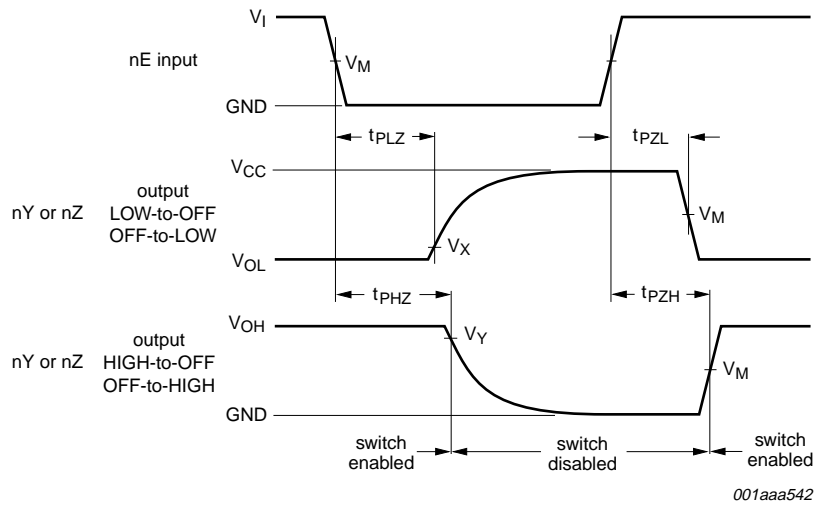 VI
nE input
VM
GND
tPLZ
tPZL
VCC
output
nY or nZ
LOW-to-OFF
OFF-to-LOW
VM
VX
VOL
tPHZ
tPZH
VOH
output
VY
nY or nZ
HIGH-to-OFF
OFF-to-HIGH
VM
GND
switch
enabled
switch
disabled
switch
enabled
001aaa542